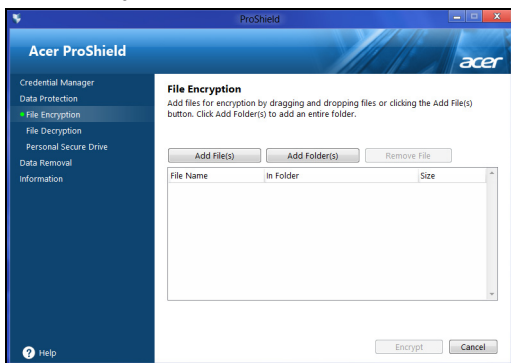 ProShield
Acer ProShield
acer
Credential Manager
Data Protection
File Encryption
File Decryption
Personal Secure Drive
Data Removal
Information
File Encryption
Add files for encryption by dragging and dropping files or clicking the Add File(s)
button. Click Add Folder(s) to add an entire folder.
Add File(s) Add Folder(s) Remove File
File Name In Folder Size
Encrypt Cancel
? Help